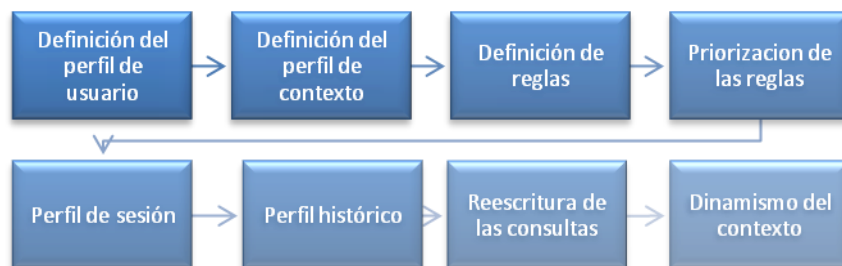 Definición del
perfil de
usuario
Definición del
perfil de
contexto
Definición de
reglas
Priorizacion de
las reglas
Perfil de sesión
Perfil histórico
Reescritura de
las consultas
Dinamismo del
contexto